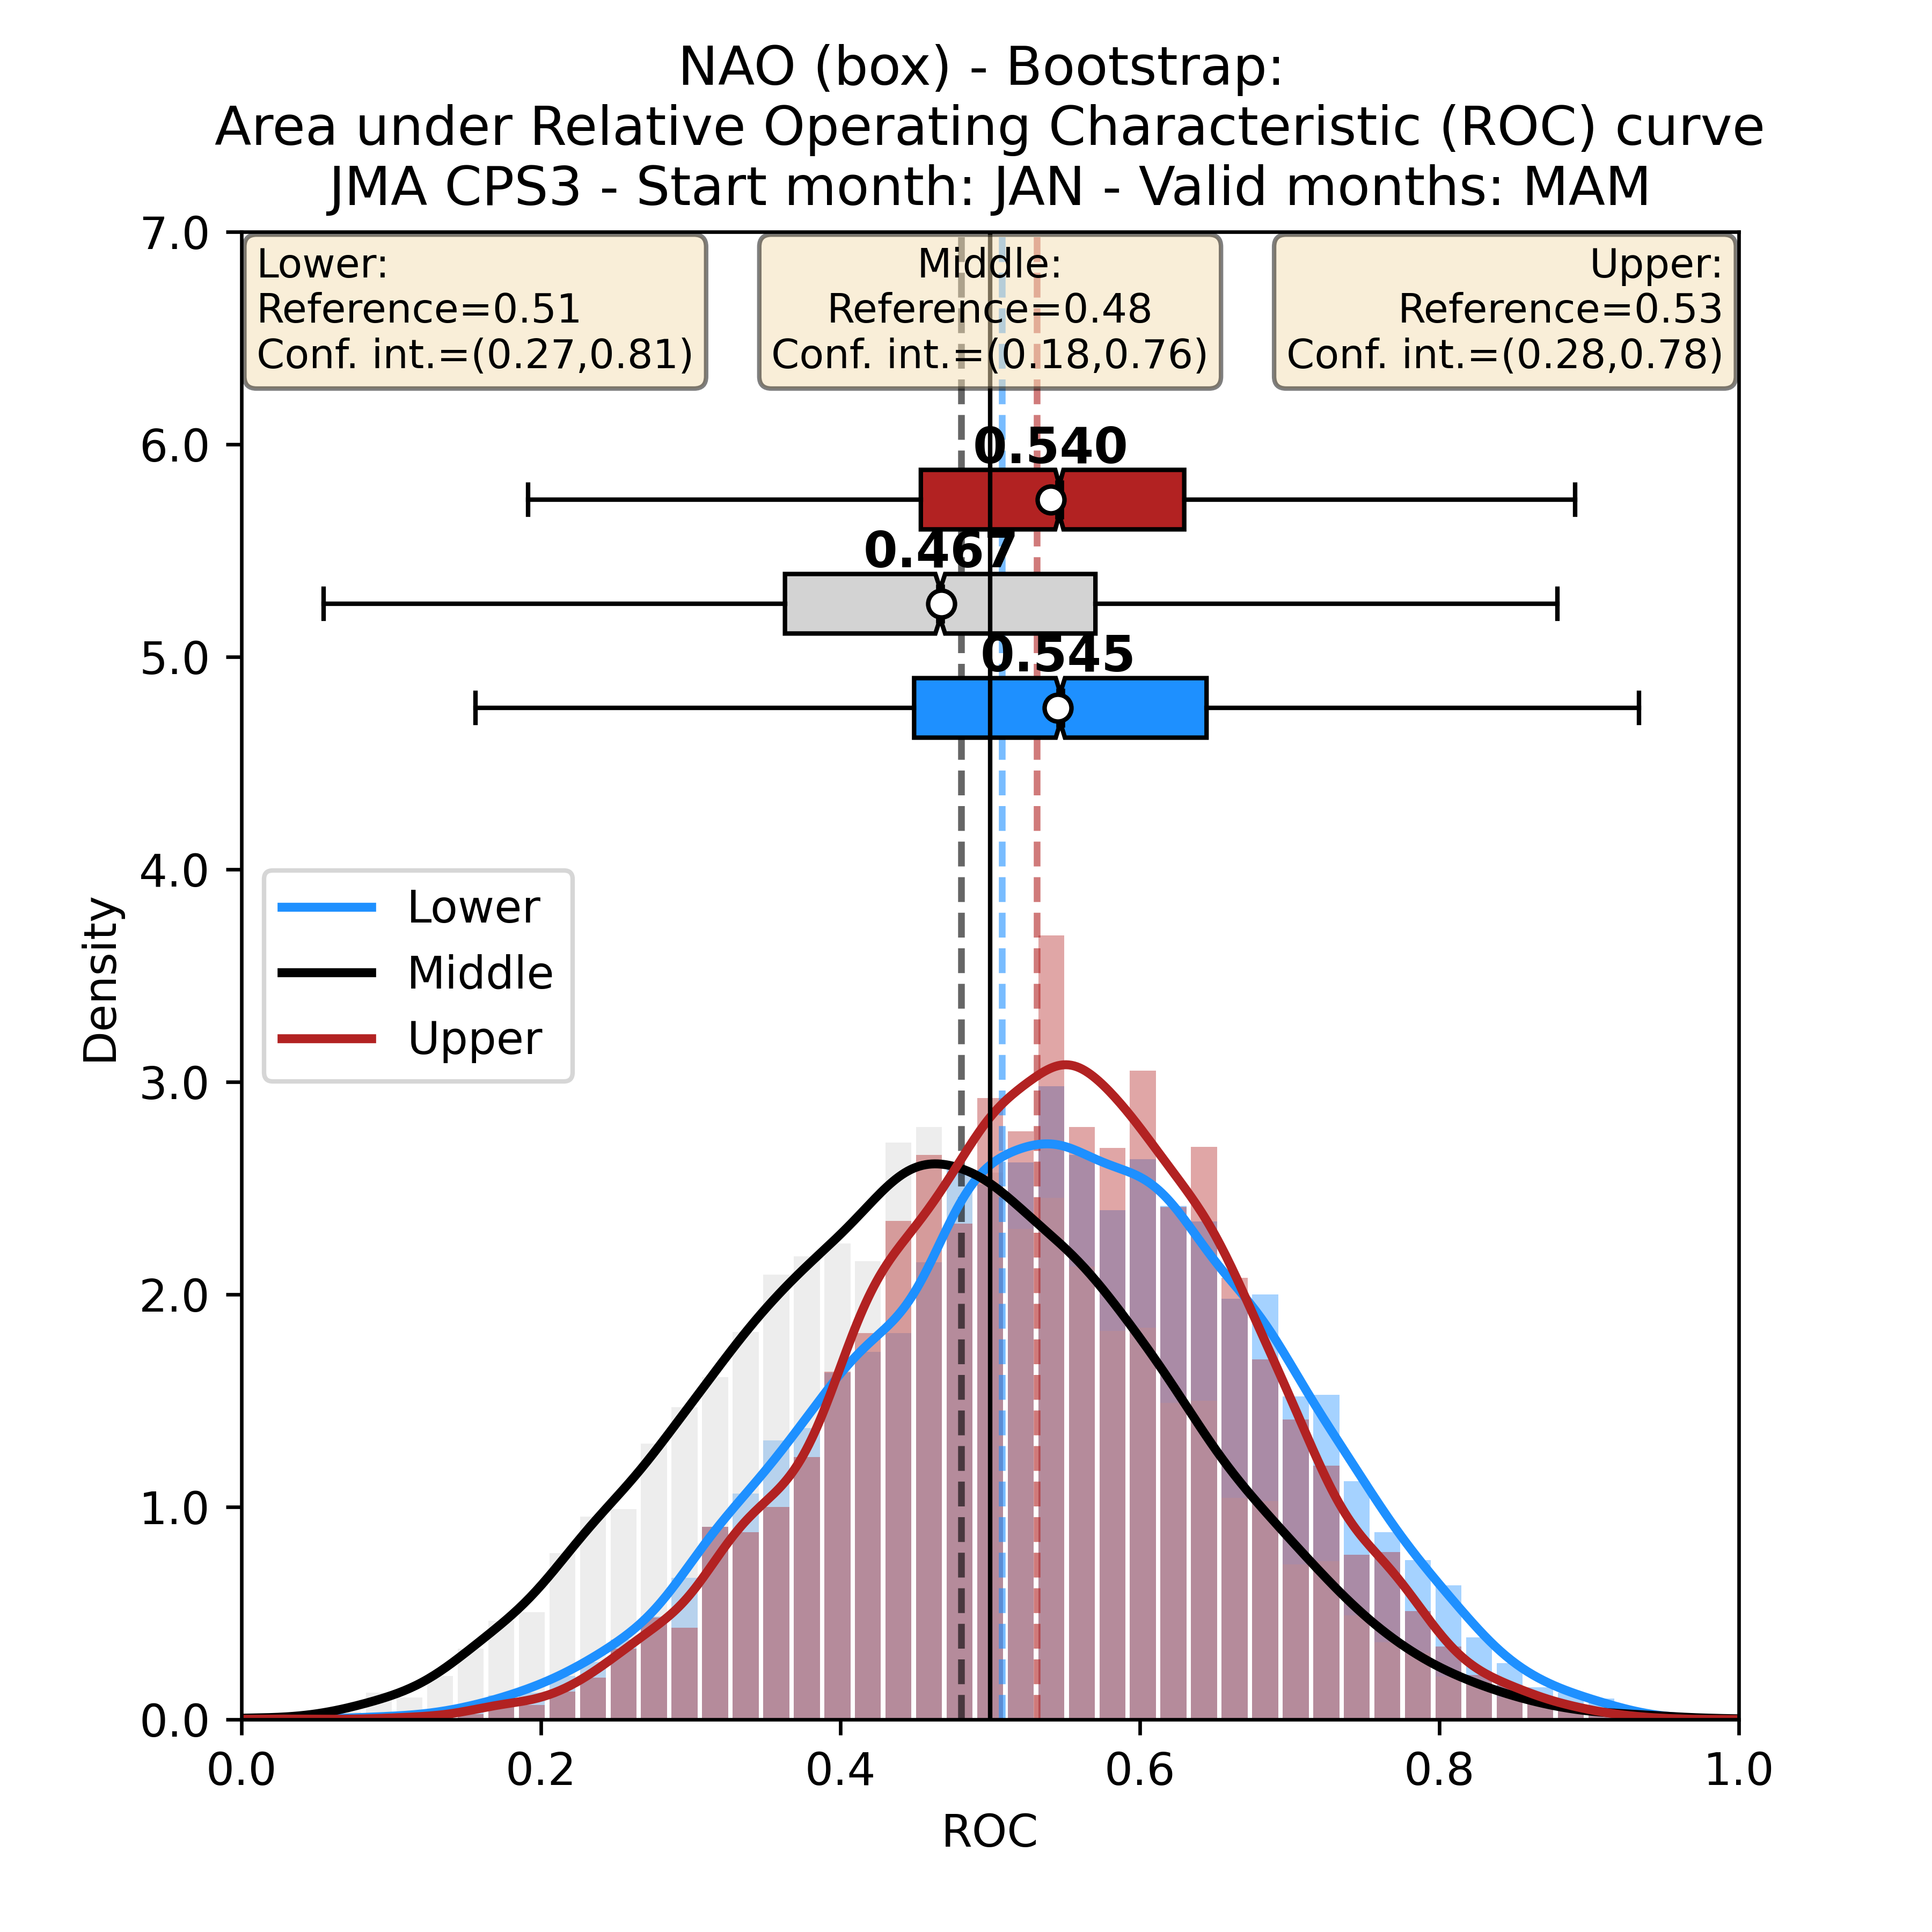 NAO (box) - Bootstrap:
Area under Relative Operating Characteristic (ROC) curve
JMA CPS3 - Start month: JAN - Valid months: MAM
7.0
Lower:
Reference=0.51
Conf. int.=(0.27,0.81)
Middle:
Reference=0.48
Conf. int.=(0.18,0.76)
Upper:
Reference=0.53
Conf. int.=(0.28,0.78)
6.0
0.540
0.467
5.0
0.545
4.0
Lower
Middle
Upper
Density
3.0
2.0
1.0
0.0
0.0 0.2 0.4 0.6 0.8 1.0
ROC